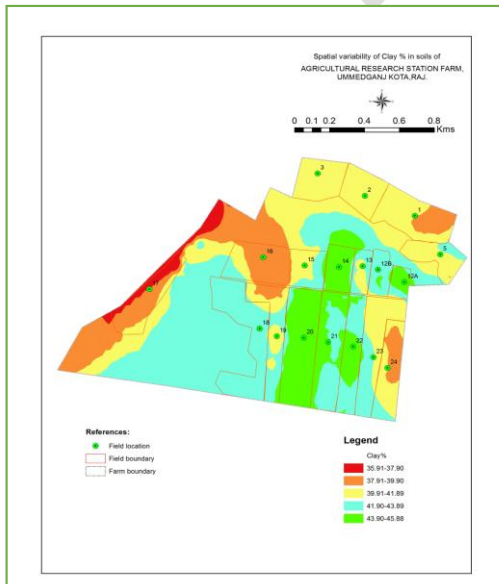 Spatial variability of Clay % in soils of
AGRICULTURAL RESEARCH STATION FARM,
UMMEDGANJ KOTA,RAJ.
0 0.1 0.2 0.4 0.6 0.8
Kms
3
2
1
5
16
15
14
13
12B
12A
17
18
19
20
21
22
23
24
References:
Field location
Field boundary
Farm boundary
Legend
Clay%
35.91-37.90
37.91-39.90
39.91-41.89
41.90-43.89
43.90-45.88